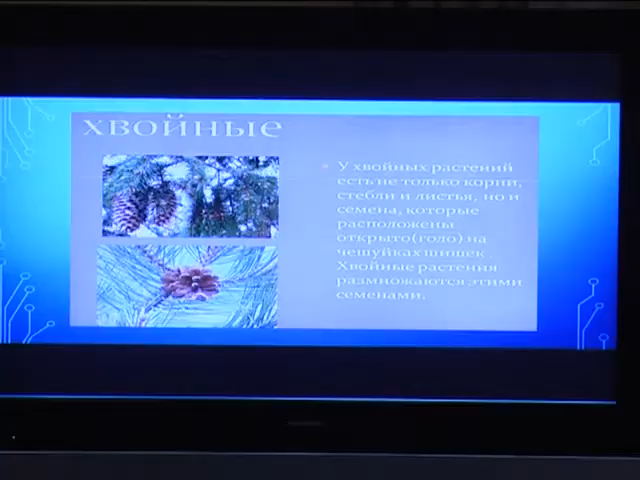 ХВОЙНЫЕ
У хвойных растений
есть не только корни,
стебли и листья, но и
семена, которые
расположены
открыто(голо) на
чешуйках шишек .
Хвойные растения
размножаются этими
семенами.